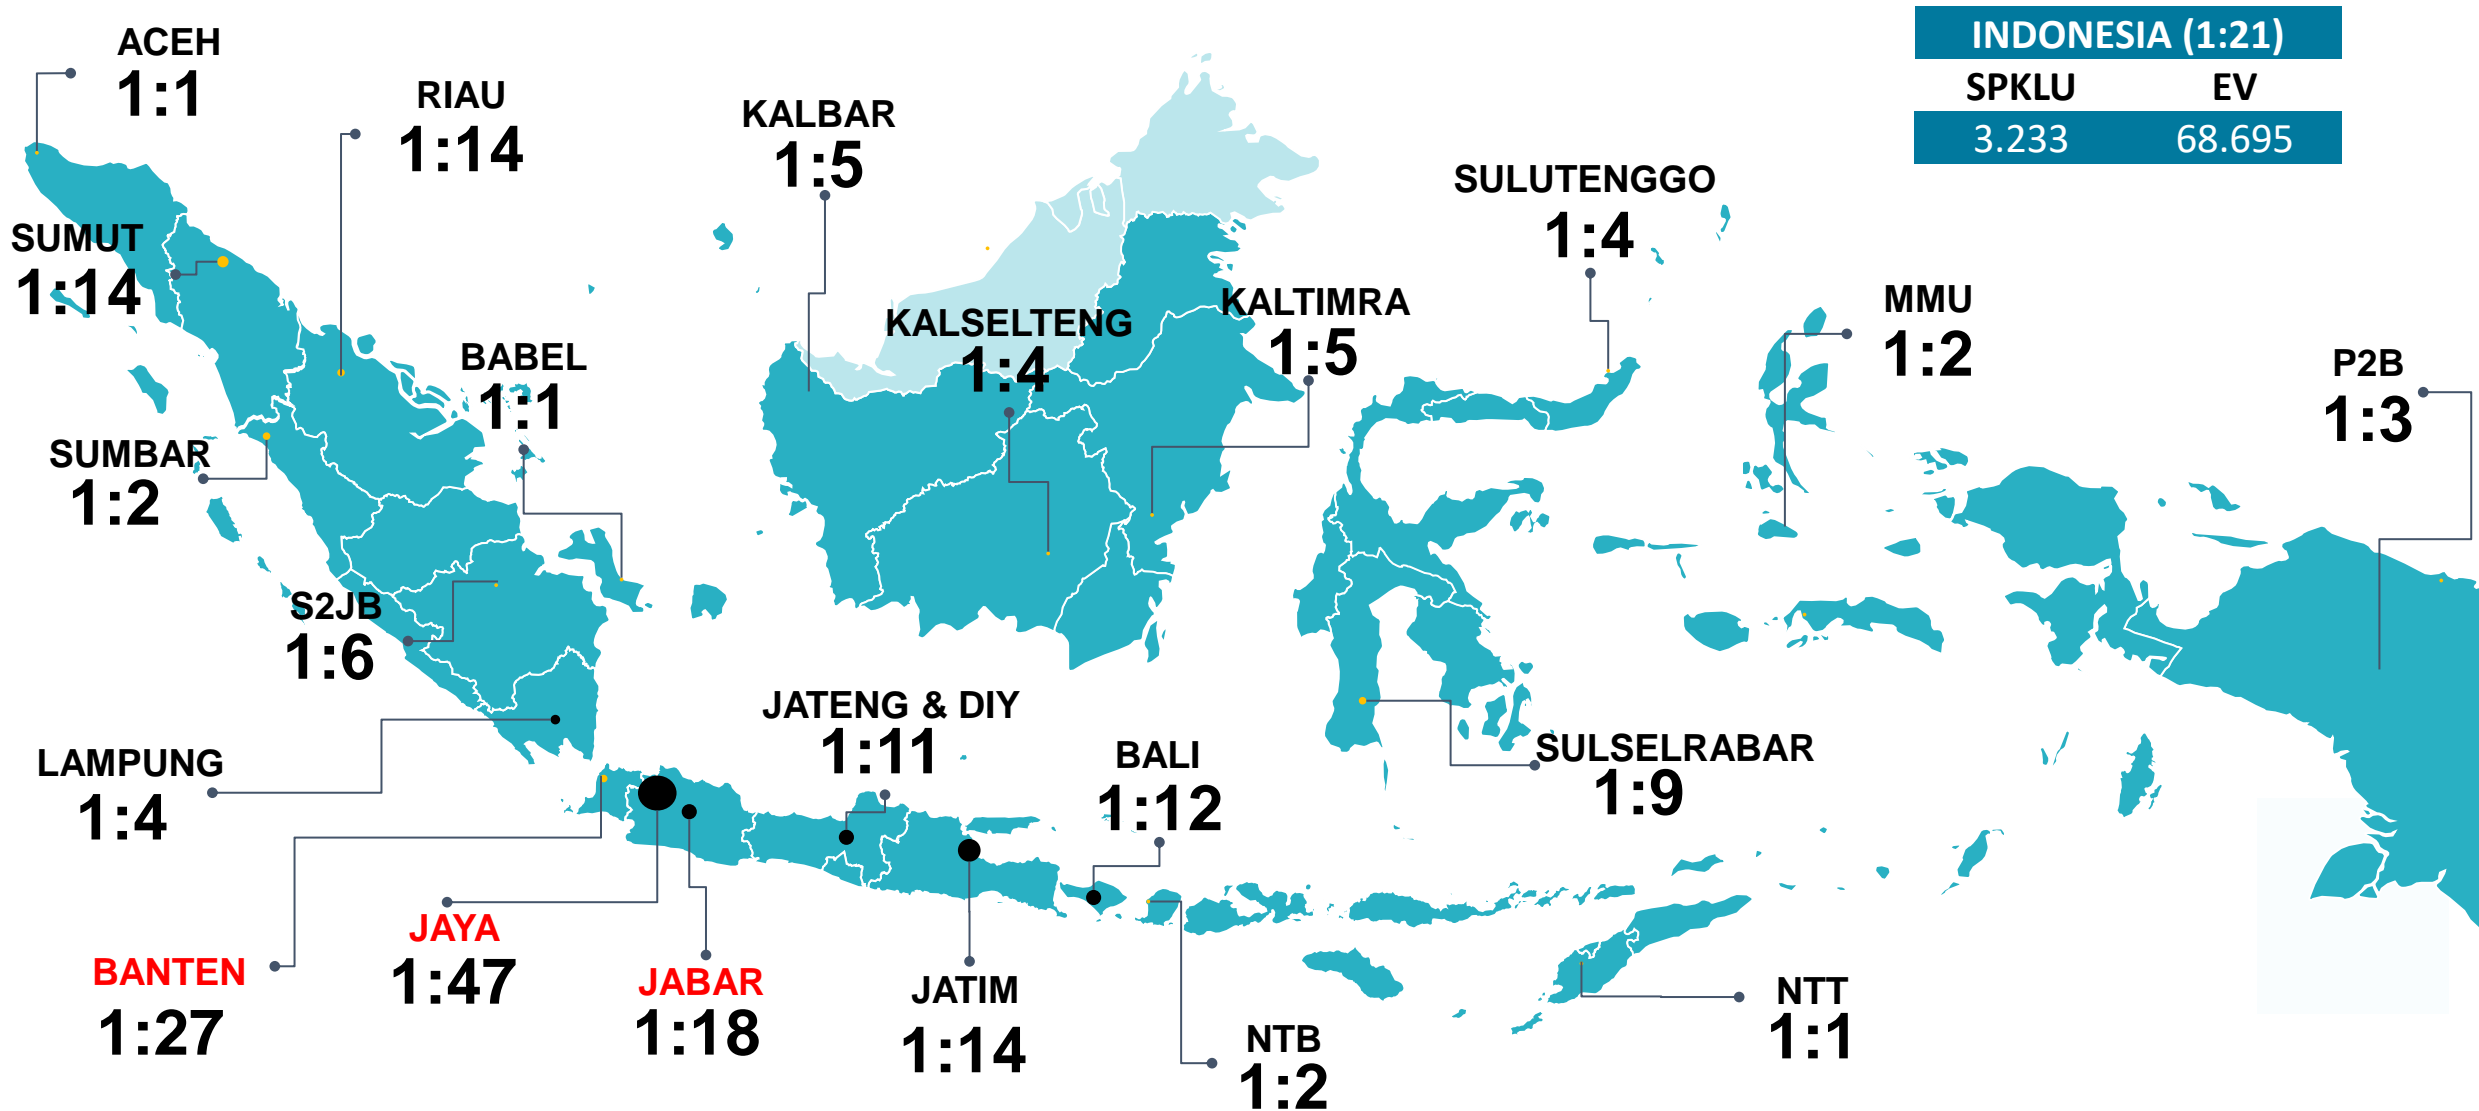 INDONESIA (1:21)
SPKLU EV
3.233 68.695
ACEH
1:1
RIAU
1:14
KALBAR
1:5
SULUTENGGO
1:4
SUMUT
1:14
KALSELTENG
1:4
KALTIMRA
1:5
MMU
1:2
BABEL
1:1
P2B
1:3
SUMBAR
1:2
S2JB
1:6
JATENG & DIY
1:11
LAMPUNG
1:4
BALI
1:12
SULSELRABAR
1:9
BANTEN
1:27
JAYA
1:47
JABAR
1:18
JATIM
1:14
NTB
1:2
NTT
1:1